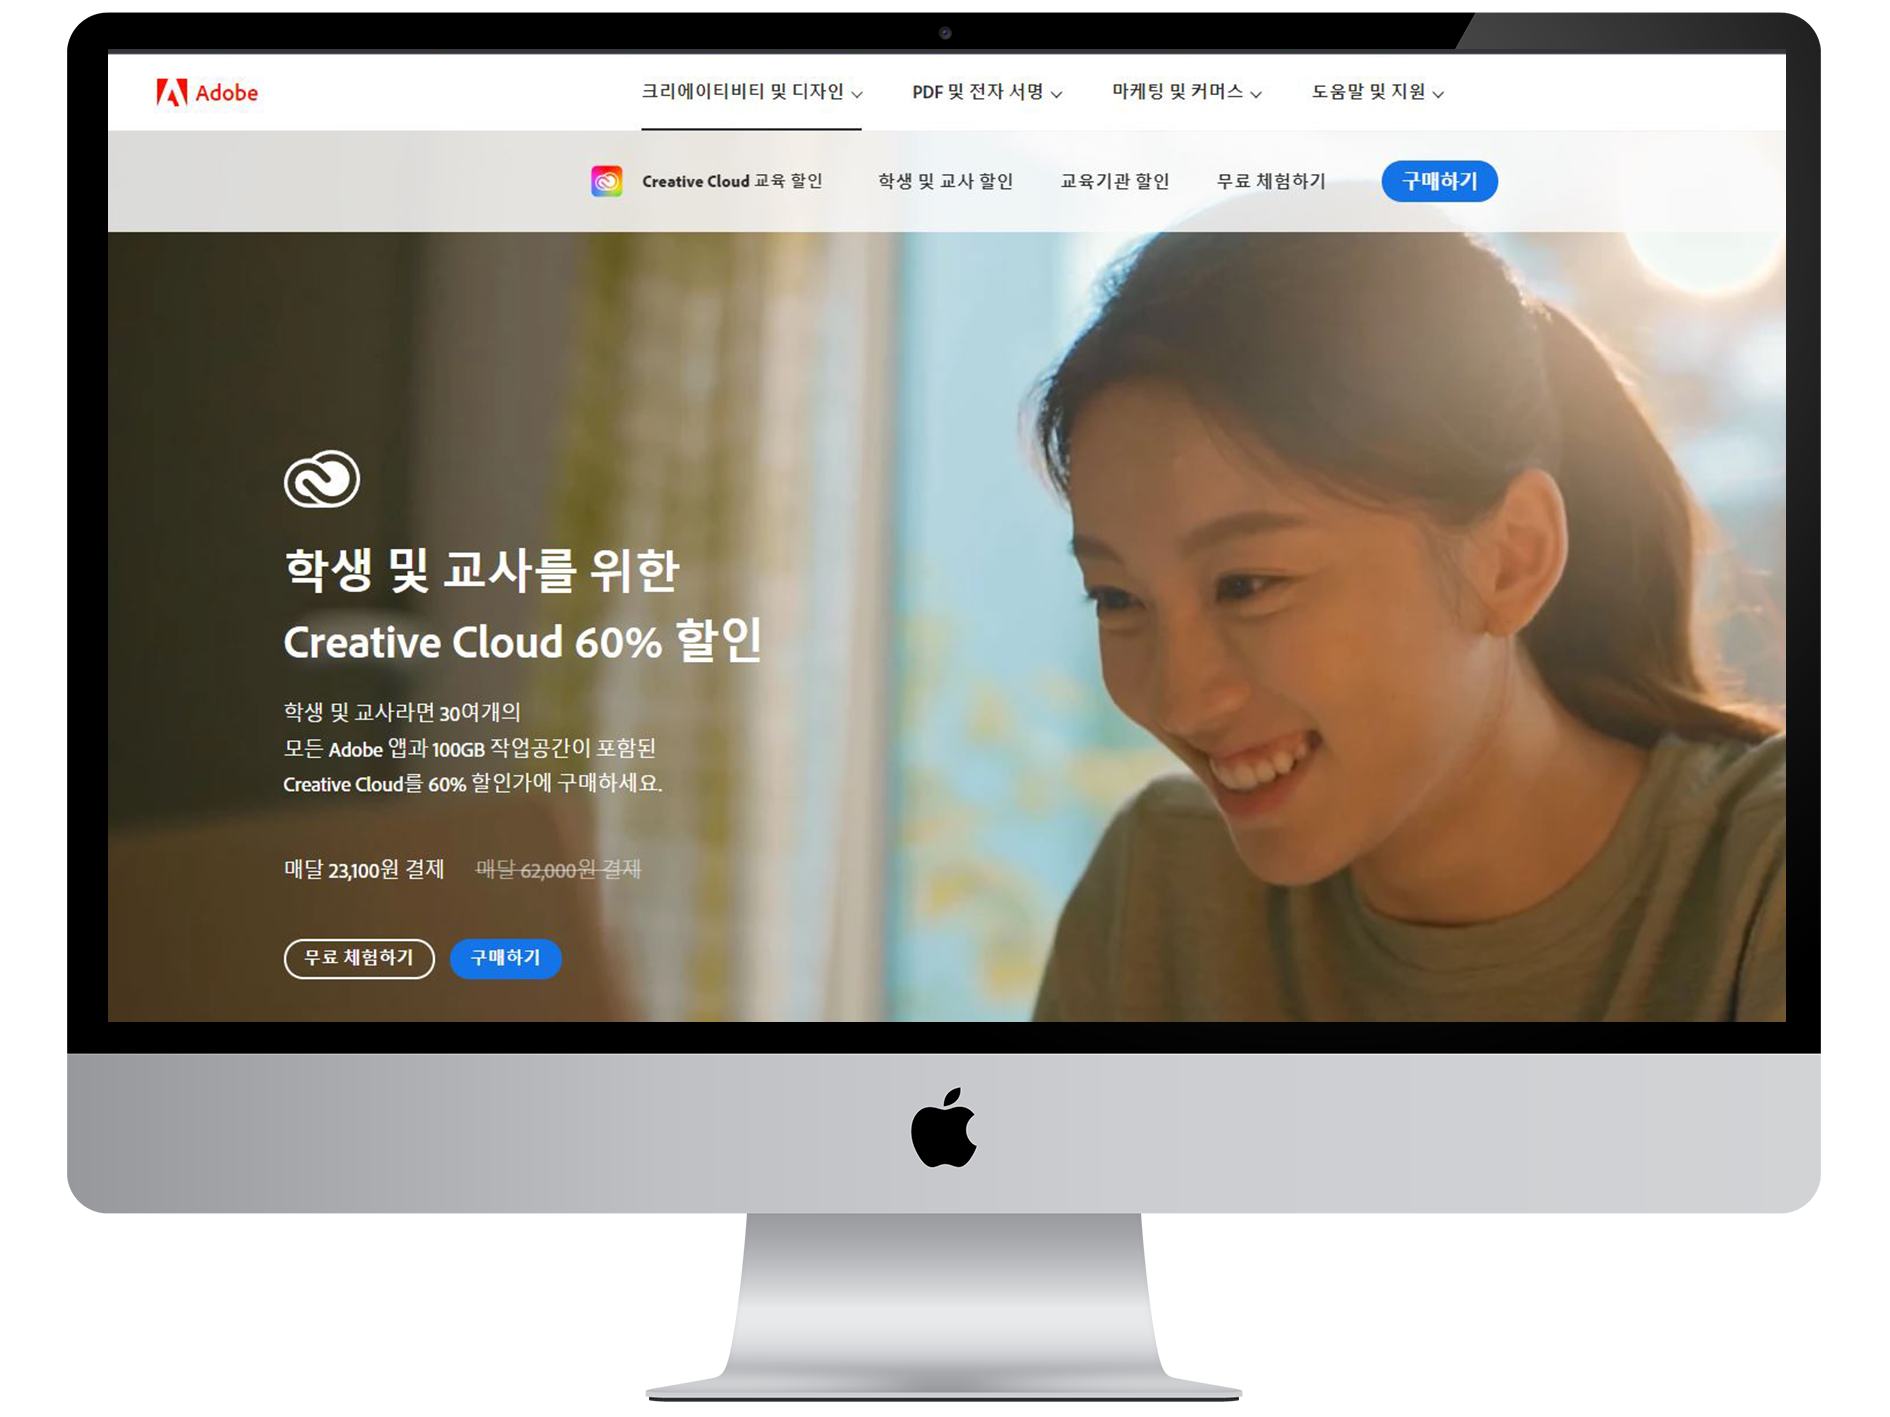 Adobe
크리에이티비티 및 디자인
PDF 및 전자 서명
마케팅 및 커머스
도움말 및 지원
Creative Cloud 교육 할인
학생 및 교사 할인
교육기관 할인
무료 체험하기
구매하기
학생 및 교사를 위한
Creative Cloud 60% 할인
학생 및 교사라면 30여개의
모든 Adobe 앱과 100GB 작업공간이 포함된
Creative Cloud를 60% 할인가에 구매하세요.
매달 23,100원 결제 매달 62,000원 결제
무료 체험하기 구매하기